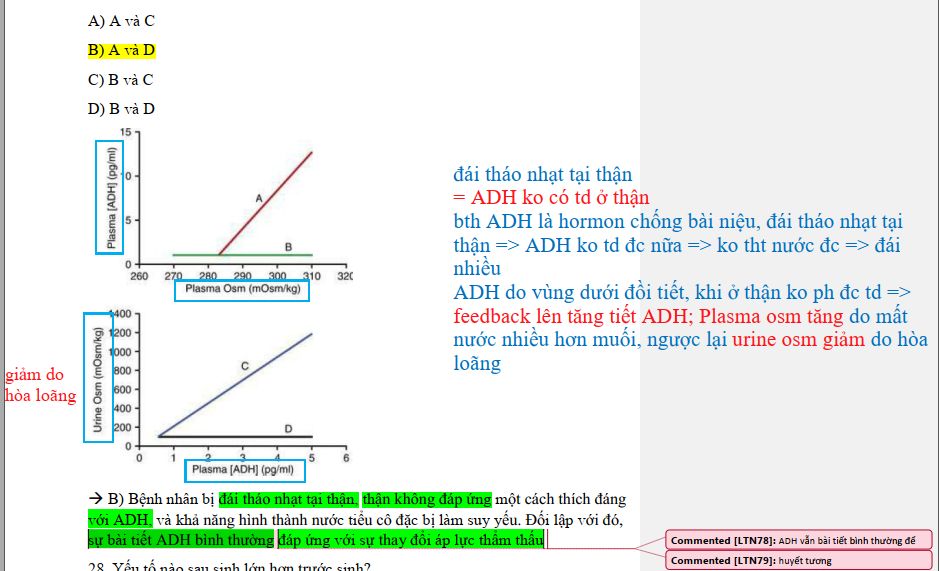 A) A và C
B) A và D
C) B và C
D) B và D
15
10
5
0
Plasma [ADH] (pg/ml)
A
B
260 270 280 290 300 310 320
Plasma Osm (mOsm/kg)
1400
1200
1000
800
600
400
200
0
Urine Osm (mOsm/kg)
C
D
0 1 2 3 4 5 6
Plasma [ADH] (pg/ml)
giảm do
hòa loãng
đái tháo nhạt tại thận
= ADH ko có td ở thận
bth ADH là hormon chống bài niệu, đái tháo nhạt tại
thận => ADH ko td đc nữa => ko tht nước đc => đái
nhiều
ADH do vùng dưới đồi tiết, khi ở thận ko ph đc td =>
feedback lên tăng tiết ADH; Plasma osm tăng do mất
nước nhiều hơn muối, ngược lại urine osm giảm do hòa
loãng
→ B) Bệnh nhân bị đái tháo nhạt tại thận, thận không đáp ứng một cách thích đáng
với ADH, và khả năng hình thành nước tiểu cô đặc bị làm suy yếu. Đối lập với đó,
sự bài tiết ADH bình thường đáp ứng với sự thay đổi áp lực thẩm thấu
Commented [LTN78]: ADH vẫn bài tiết bình thường để
Commented [LTN79]: huyết tương
28. Yếu tố nào sau sinh lớn hơn trước sinh?